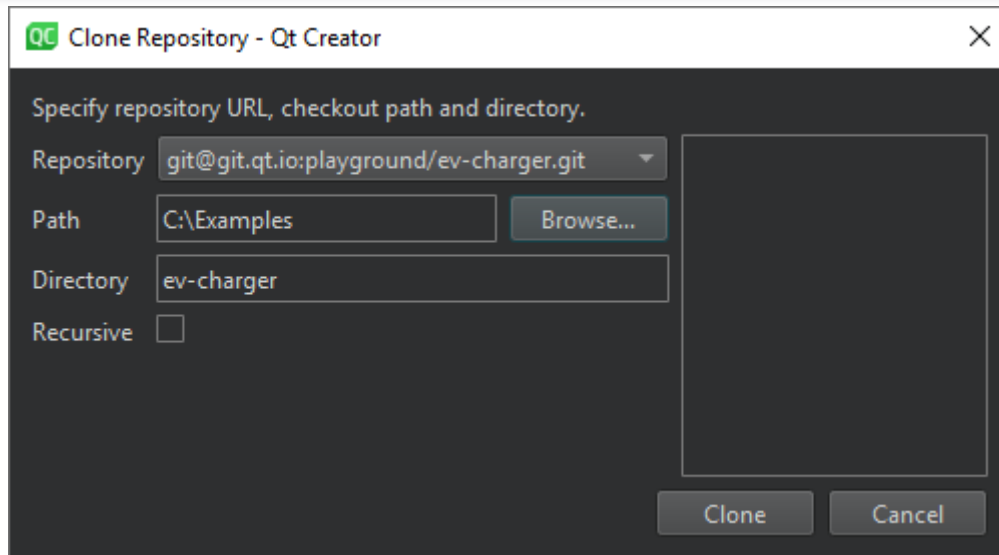 QC Clone Repository - Qt Creator
Specify repository URL, checkout path and directory.
Repository git@git.qt.io:playground/ev-charger.git
Path C:\Examples Browse...
Directory ev-charger
Recursive
Clone Cancel